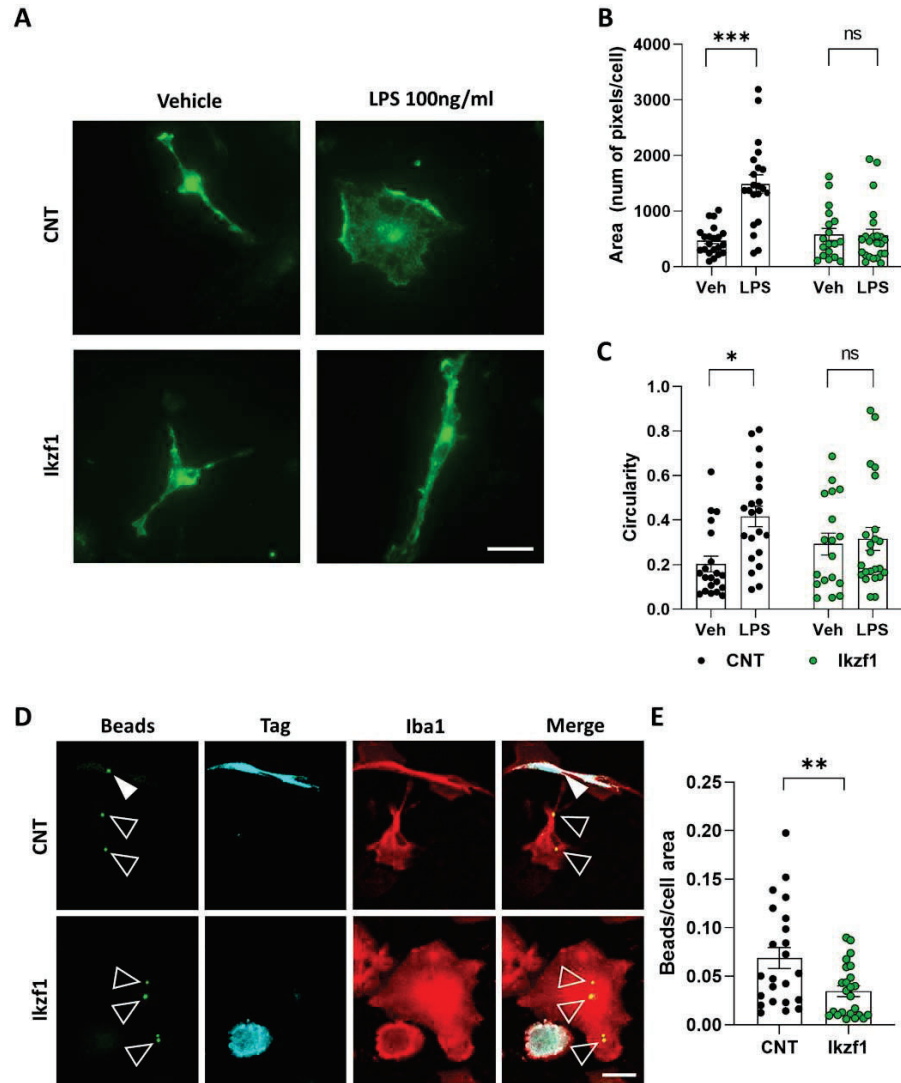 A
Vehicle
LPS 100ng/ml
CNT
Ikzf1
B
***
ns
4000
3000
2000
1000
0
Area (num of pixels/cell)
Veh
LPS
Veh
LPS
C
*
ns
1.0
0.8
0.6
0.4
0.2
0.0
Circularity
Veh
LPS
Veh
LPS
CNT
Ikzf1
D
Beads
Tag
Iba1
Merge
CNT
Ikzf1
E
**
0.25
0.20
0.15
0.10
0.05
0.00
Beads/cell area
CNT
Ikzf1